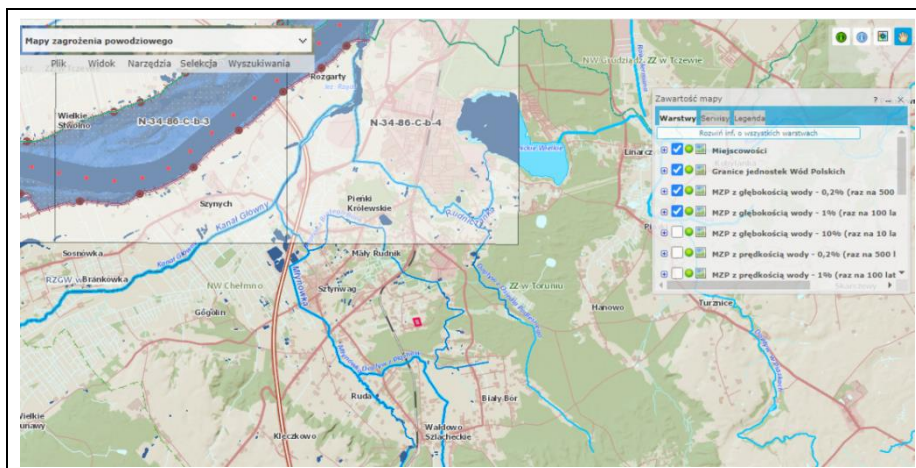 Mapy zagrożenia powodziowego
Plik Widok Narzędzia Selekcja Wyszukiwania
Rozgarty
Wielkie
Stwolno
N-34-86-C-b-3
N-34-86-C-b-4
NW Grudziądz
ZZ w Tczewie
Zawartość mapy
? _ X
Warstwy Serwisy Legenda
Rozwiń inf. o wszystkich warstwach
Miejscowości
Granice jednostek Wód Polskich
MZP z głębokością wody - 0,2% (raz na 500
MZP z głębokością wody - 1% (raz na 100 la
MZP z głębokością wody - 10% (raz na 10 la
MZP z prędkością wody - 0,2% (raz na 500 l
MZP z prędkością wody - 1% (raz na 100 lat
Szynych
Kanał Główny
Pieńki
Królewskie
Sosnówka
RZGW w
Brankówka
NW Chełmno
Młynówka
Mały Rudnik
Sztynwag
ZZ w Toruniu
Gogolin
Hanowo
Turznice
Ruda
Biały Bór
Wielkie
Kleczkowo
Wałdowo
Szlacheckie